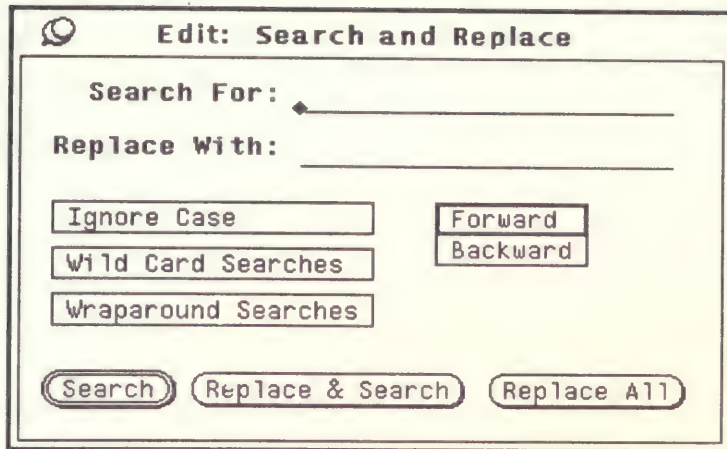 Edit: Search and Replace
Search For:
Replace With:
Ignore Case
Forward
Wild Card Searches
Backward
Wraparound Searches
Search
Replace & Search
Replace All